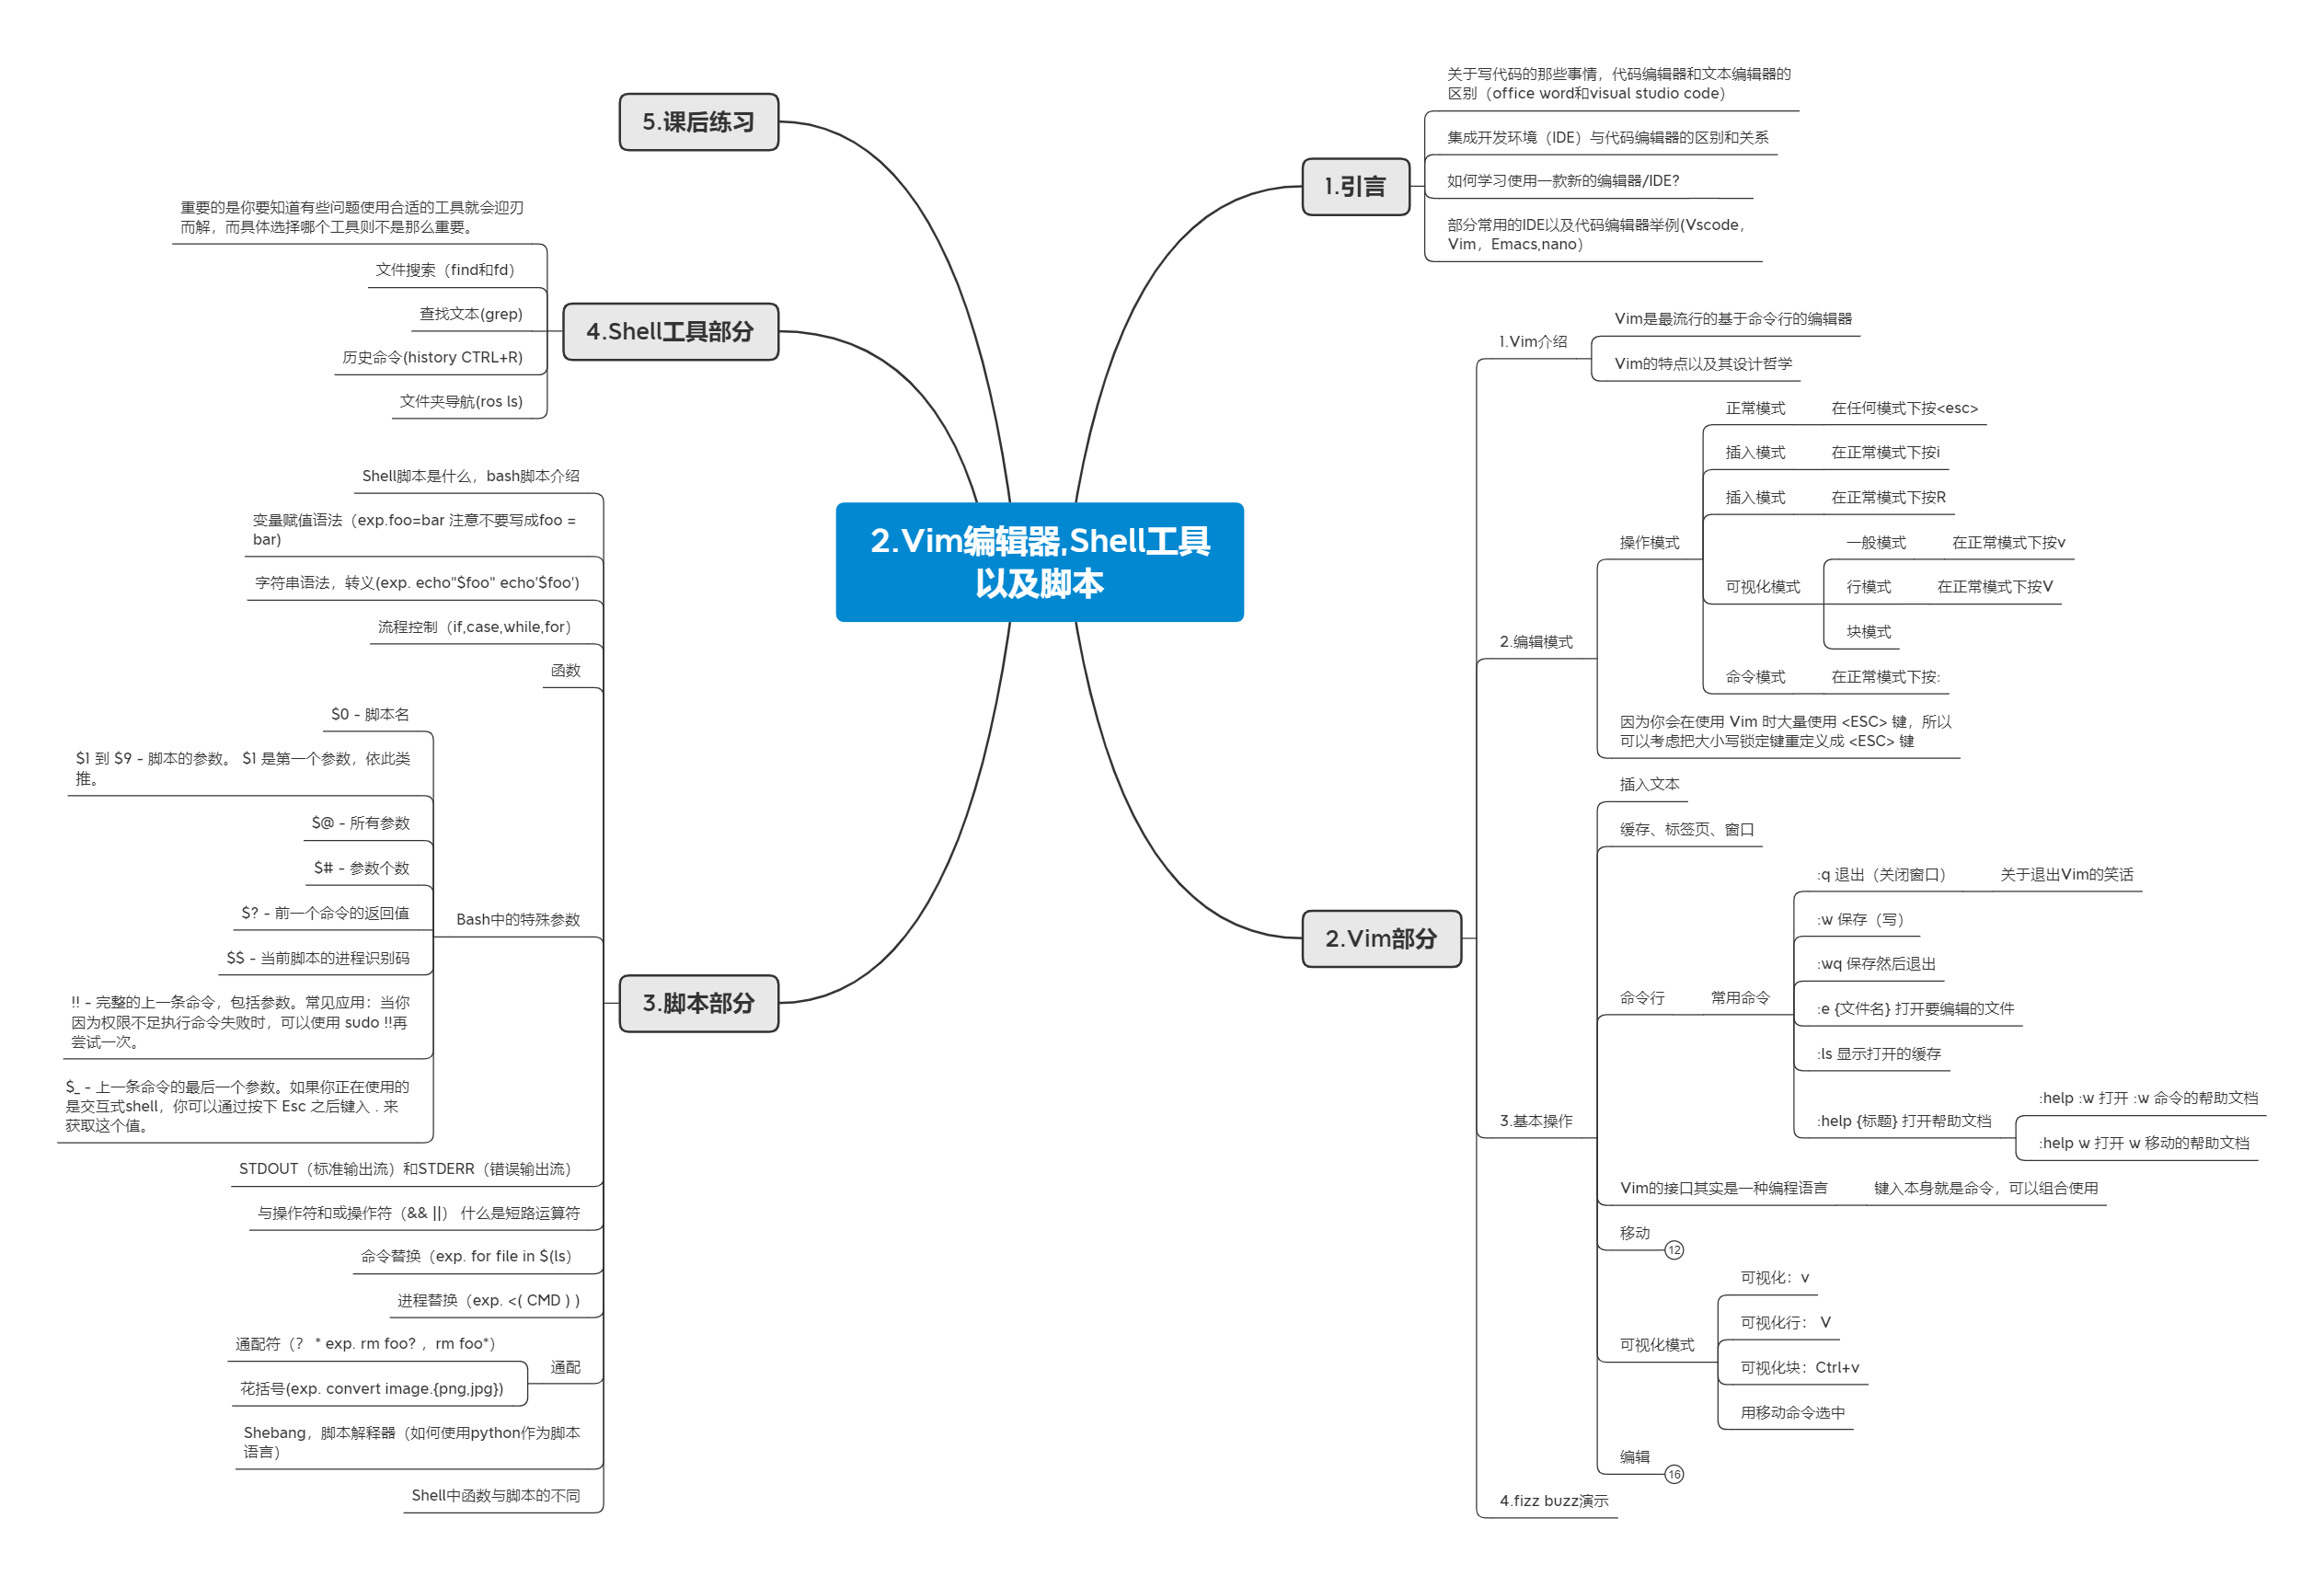 2.Vim编辑器,Shell工具
以及脚本
1.引言
关于写代码的那些事情，代码编辑器和文本编辑器的
区别（office word和visual studio code）
集成开发环境（IDE）与代码编辑器的区别和关系
如何学习使用一款新的编辑器/IDE?
部分常用的IDE以及代码编辑器举例(Vscode，
Vim，Emacs,nano）
2.Vim部分
1.Vim介绍
Vim是最流行的基于命令行的编辑器
Vim的特点以及其设计哲学
2.编辑模式
操作模式
正常模式
在任何模式下按<esc>
插入模式
在正常模式下按i
插入模式
在正常模式下按R
可视化模式
一般模式
在正常模式下按v
行模式
在正常模式下按V
块模式
命令模式
在正常模式下按:
因为你会在使用 Vim 时大量使用 <ESC> 键，所以
可以考虑把大小写锁定键重定义成 <ESC> 键
3.基本操作
插入文本
缓存、标签页、窗口
命令行
常用命令
:q 退出（关闭窗口）
关于退出Vim的笑话
:w 保存（写）
:wq 保存然后退出
:e {文件名} 打开要编辑的文件
:ls 显示打开的缓存
:help {标题} 打开帮助文档
:help :w 打开 :w 命令的帮助文档
:help w 打开 w 移动的帮助文档
Vim的接口其实是一种编程语言
键入本身就是命令，可以组合使用
移动
12
可视化模式
可视化：v
可视化行： V
可视化块：Ctrl+v
用移动命令选中
编辑
16
4.fizz buzz演示
3.脚本部分
Shell脚本是什么，bash脚本介绍
变量赋值语法（exp.foo=bar 注意不要写成foo =
bar)
字符串语法，转义(exp. echo"$foo" echo'$foo')
流程控制（if,case,while,for）
函数
Bash中的特殊参数
$0 - 脚本名
$1 到 $9 - 脚本的参数。 $1 是第一个参数，依此类
推。
$@ - 所有参数
$# - 参数个数
$? - 前一个命令的返回值
$$ - 当前脚本的进程识别码
!! - 完整的上一条命令，包括参数。常见应用：当你
因为权限不足执行命令失败时，可以使用 sudo !!再
尝试一次。
$_ - 上一条命令的最后一个参数。如果你正在使用的
是交互式shell，你可以通过按下 Esc 之后键入 . 来
获取这个值。
STDOUT（标准输出流）和STDERR（错误输出流）
与操作符和或操作符（&& ||） 什么是短路运算符
命令替换（exp. for file in $(ls）
进程替换（exp. <( CMD ) )
通配
通配符（？ * exp. rm foo? ，rm foo*）
花括号(exp. convert image.{png,jpg})
Shebang，脚本解释器（如何使用python作为脚本
语言）
Shell中函数与脚本的不同
4.Shell工具部分
重要的是你要知道有些问题使用合适的工具就会迎刃
而解，而具体选择哪个工具则不是那么重要。
文件搜索（find和fd）
查找文本(grep)
历史命令(history CTRL+R)
文件夹导航(ros ls)
5.课后练习